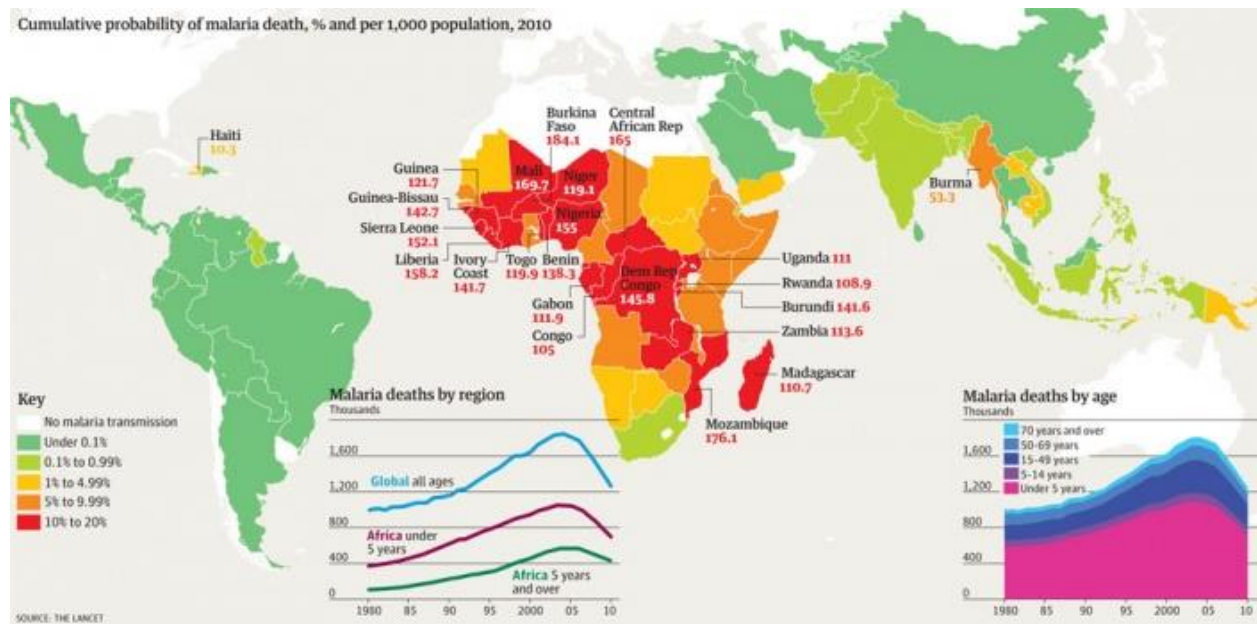 Cumulative probability of malaria death, % and per 1,000 population, 2010
Haiti
10.3
Burkina
Faso
184.1
Central
African Rep
165
Guinea
121.7
Guinea-Bissau
142.7
Sierra Leone
152.1
Liberia
158.2
Ivory
Coast
141.7
Togo
119.9
Benin
138.3
Mali
169.7
Niger
119.1
Nigeria
155
Gabon
111.9
Congo
105
Dem Rep
Congo
145.8
Uganda 111
Rwanda 108.9
Burundi 141.6
Zambia 113.6
Madagascar
110.7
Mozambique
176.1
Burma
53.3
Key
No malaria transmission
Under 0.1%
0.1% to 0.99%
1% to 4.99%
5% to 9.99%
10% to 20%
SOURCE: THE LANCET
Malaria deaths by region
Thousands
1,600
1,200
800
400
0
Global all ages
Africa under
5 years
Africa 5 years
and over
1980 85 90 95 2000 05 10
Malaria deaths by age
Thousands
70 years and over
50-69 years
15-49 years
5-14 years
Under 5 years
1,600
1,200
800
400
0
1980 85 90 95 2000 05 10